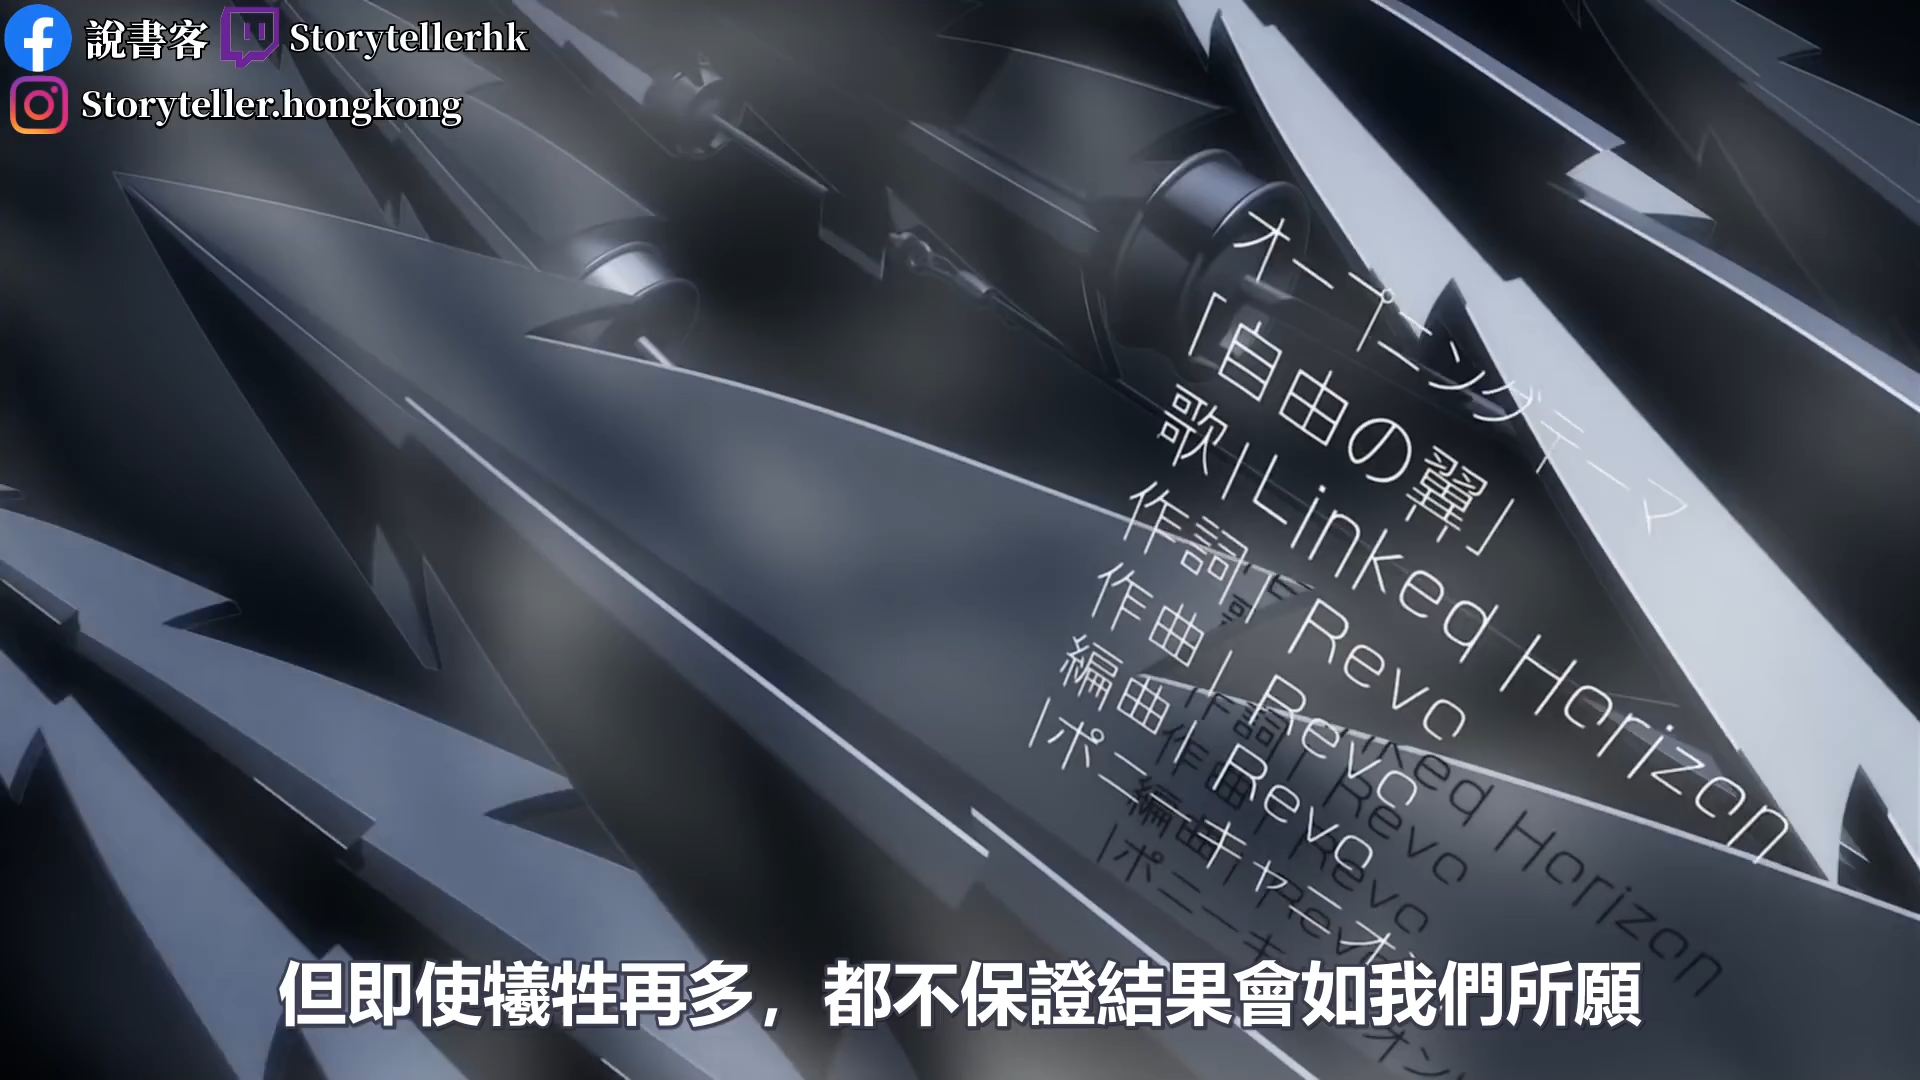 說書客 Storytellerhk
Storyteller.hongkong
オープニングテーマ
「自由の翼」
歌|Linked Horizon
作詞|Revo
作曲|Revo
編曲|Revo
|ポニーキャニオン
但即使犧牲再多，都不保證結果會如我們所願